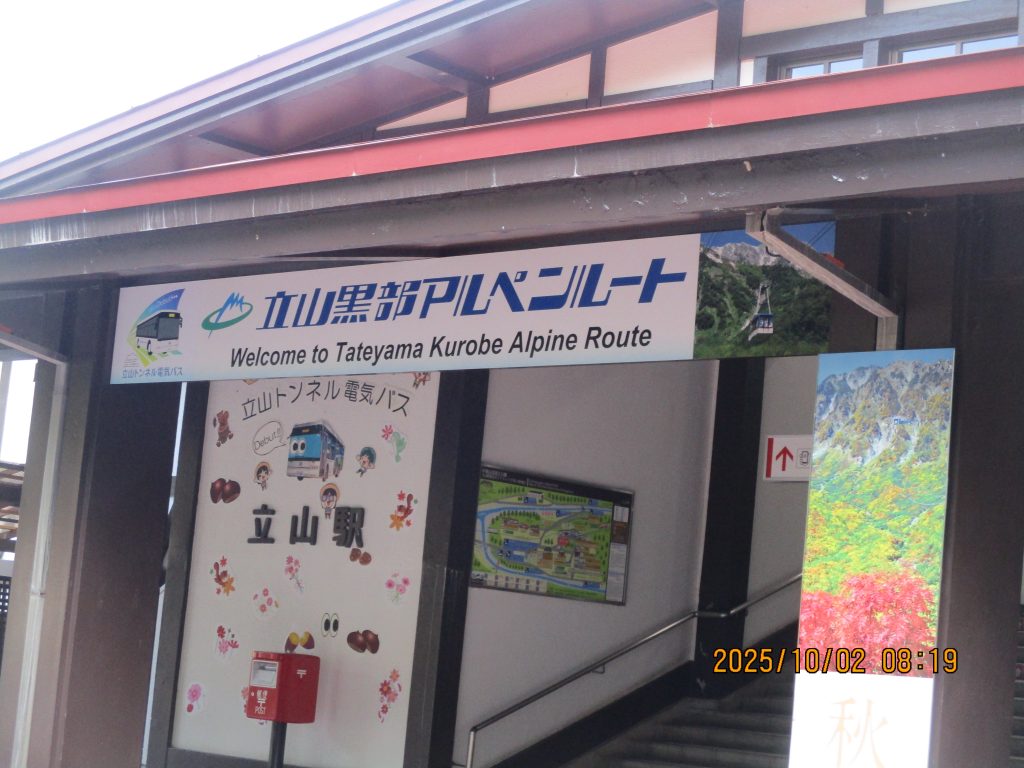 立山黒部アルペンルート
Welcome to Tateyama Kurobe Alpine Route
立山トンネル電気バス
立山トンネル電気バス
Debut!!
立山駅
〒
郵便
〒
POST
2025/10/02 08:19
秋